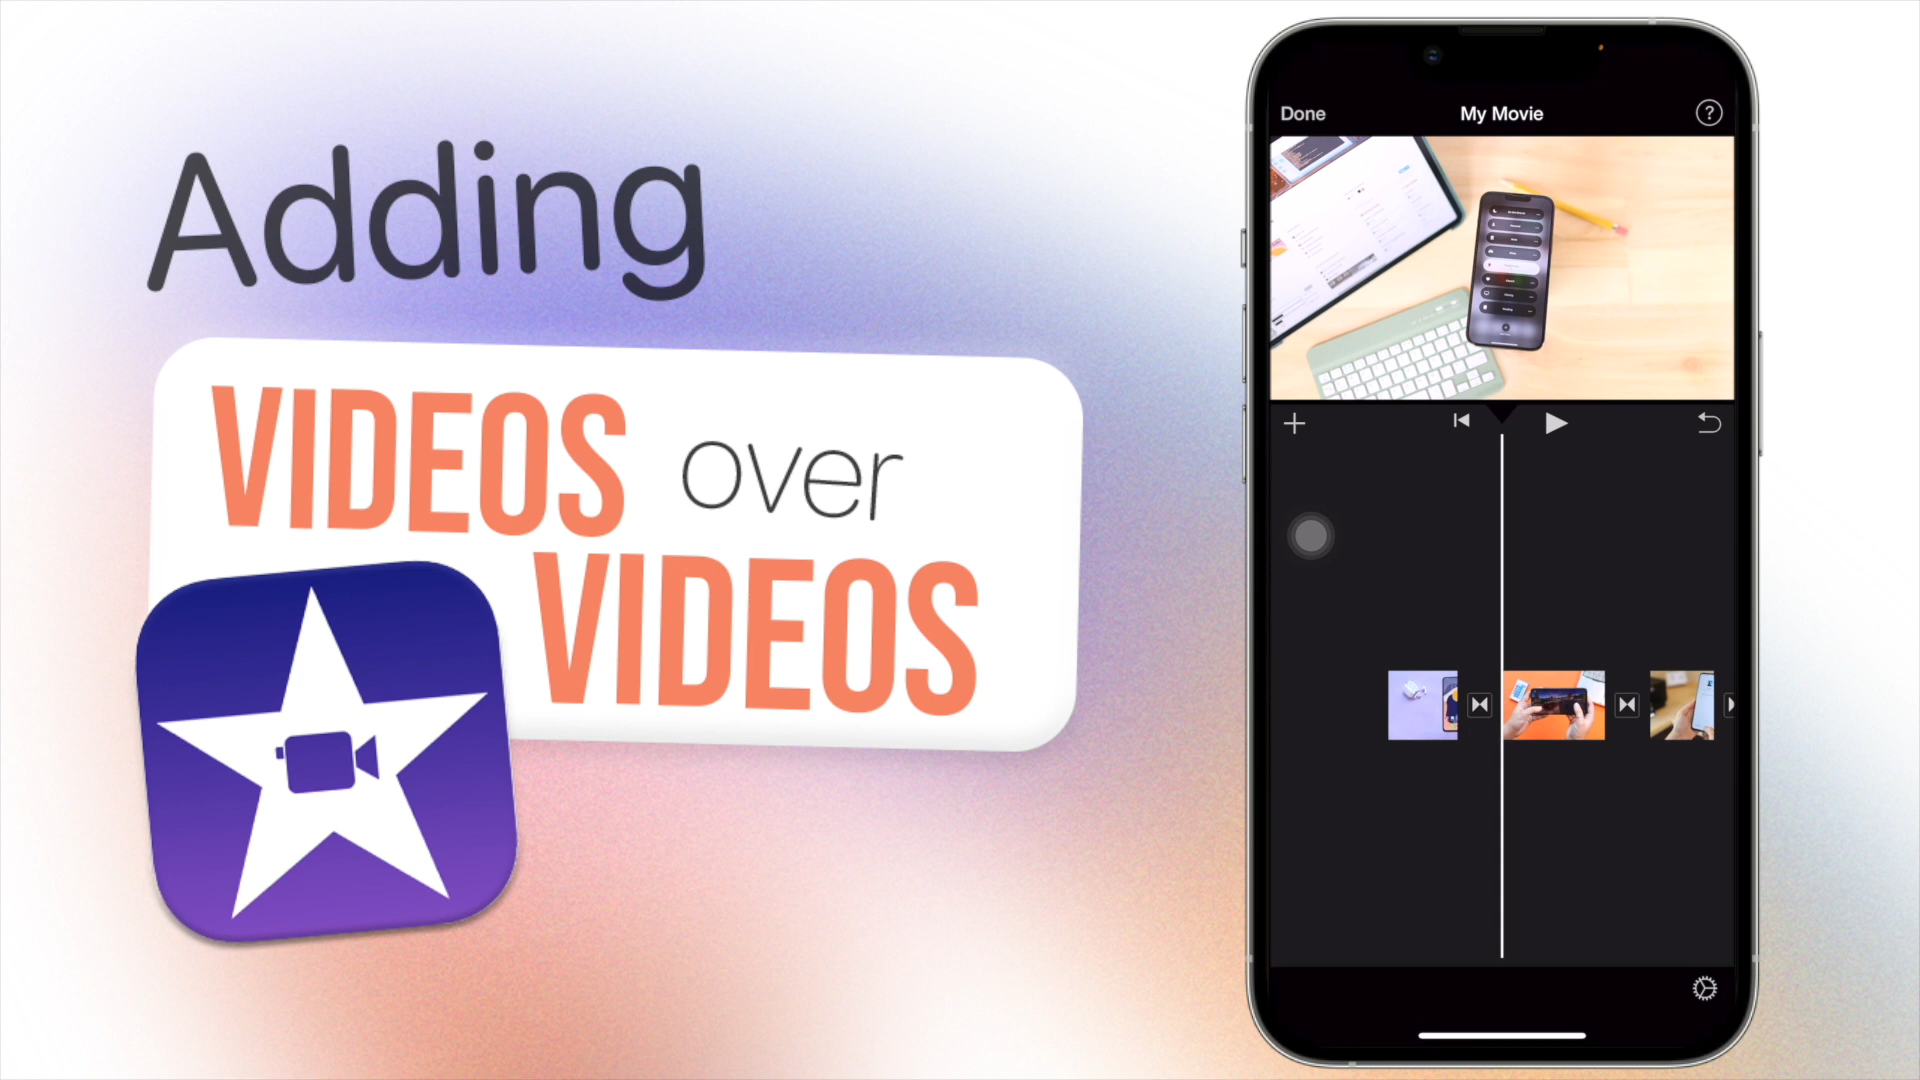 Adding
VIDEOS over
VIDEOS
Done
My Movie
?